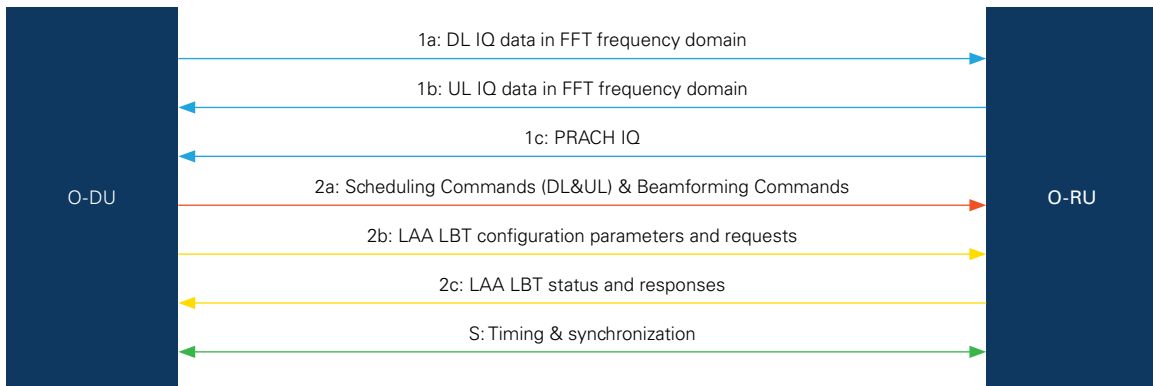 1a: DL IQ data in FFT frequency domain
1b: UL IQ data in FFT frequency domain
1c: PRACH IQ
O-DU
2a: Scheduling Commands (DL&UL) & Beamforming Commands
O-RU
2b: LAA LBT configuration parameters and requests
2c: LAA LBT status and responses
S: Timing & synchronization